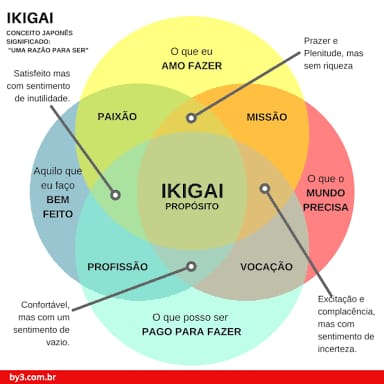 IKIGAI
CONCEITO JAPONÊS
SIGNIFICADO:
"UMA RAZÃO PARA SER"
O que eu
AMO FAZER
Prazer e
Plenitude, mas
sem riqueza
Satisfeito mas
com sentimento
de inutilidade.
PAIXÃO
MISSÃO
Aquilo que
eu faço
BEM
FEITO
IKIGAI
PROPÓSITO
O que o
MUNDO
PRECISA
PROFISSÃO
VOCAÇÃO
Confortável,
mas com um
sentimento de
vazio.
O que posso ser
PAGO PARA FAZER
Excitação e
complacência,
mas com
sentimento de
incerteza.
by3.com.br